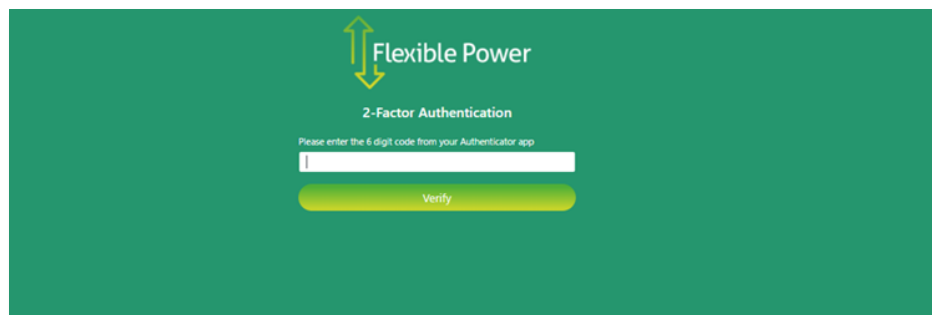 Flexible Power
2-Factor Authentication
Please enter the 6 digit code from your Authenticator app
Verify